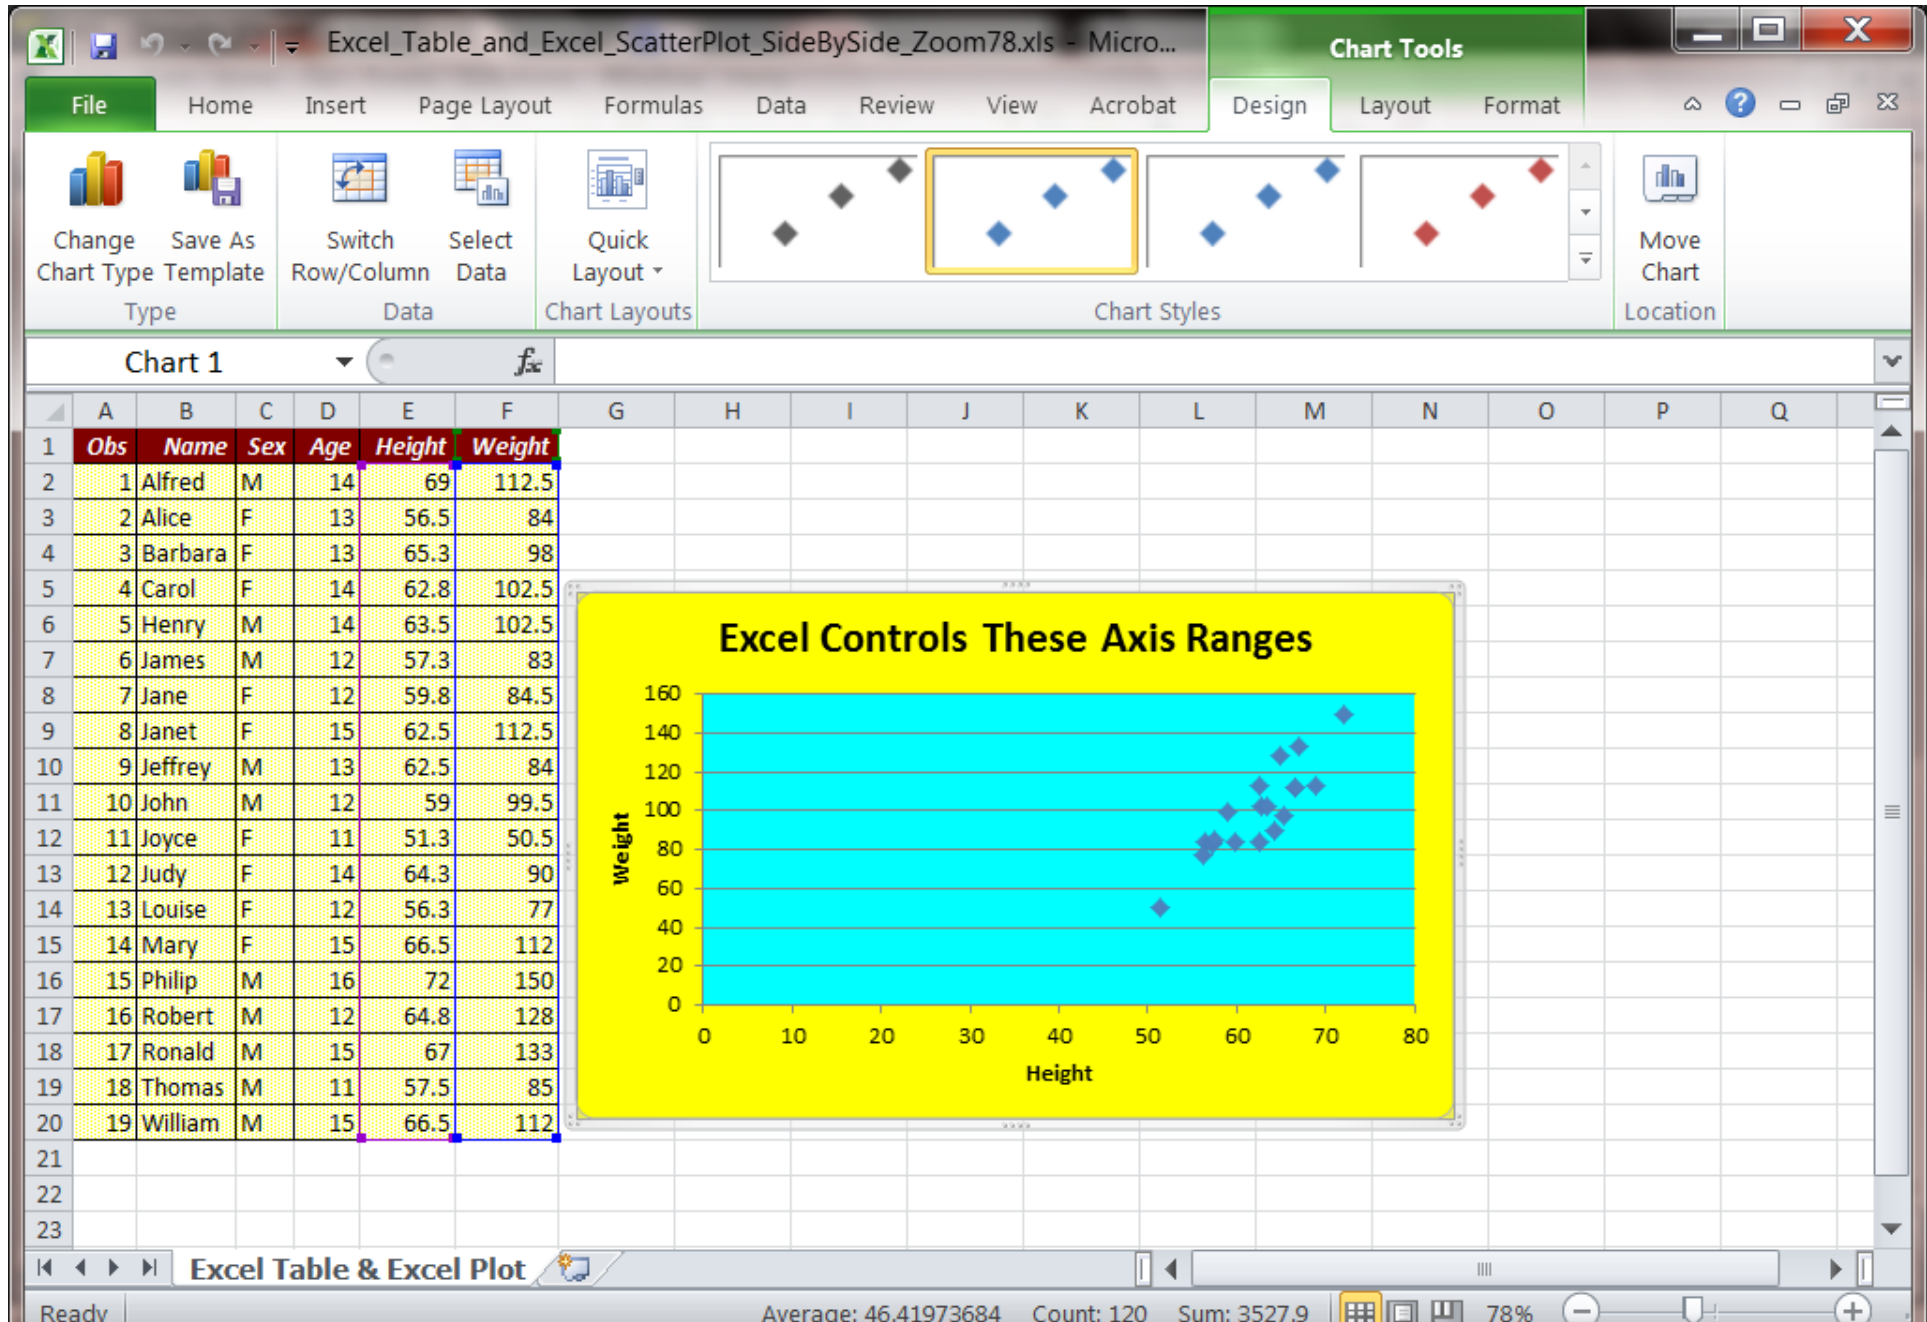 Excel_Table_and_Excel_ScatterPlot_SideBySide_Zoom78.xls - Micro... Chart Tools
File Home Insert Page Layout Formulas Data Review View Acrobat Design Layout Format
Change Chart Type
Save As Template
Switch Row/Column
Select Data
Quick Layout
Move Chart
Type Data Chart Layouts Chart Styles Location
Chart 1 fx
A B C D E F G H I J K L M N O P Q
1 Obs Name Sex Age Height Weight
2 1 Alfred M 14 69 112.5
3 2 Alice F 13 56.5 84
4 3 Barbara F 13 65.3 98
5 4 Carol F 14 62.8 102.5
6 5 Henry M 14 63.5 102.5
7 6 James M 12 57.3 83
8 7 Jane F 12 59.8 84.5
9 8 Janet F 15 62.5 112.5
10 9 Jeffrey M 13 62.5 84
11 10 John M 12 59 99.5
12 11 Joyce F 11 51.3 50.5
13 12 Judy F 14 64.3 90
14 13 Louise F 12 56.3 77
15 14 Mary F 15 66.5 112
16 15 Philip M 16 72 150
17 16 Robert M 12 64.8 128
18 17 Ronald M 15 67 133
19 18 Thomas M 11 57.5 85
20 19 William M 15 66.5 112
21
22
23
Excel Controls These Axis Ranges
160
140
120
100
80
60
40
20
0
Weight
0 10 20 30 40 50 60 70 80
Height
Excel Table & Excel Plot
Ready Average: 46.41973684 Count: 120 Sum: 3527.9 78%